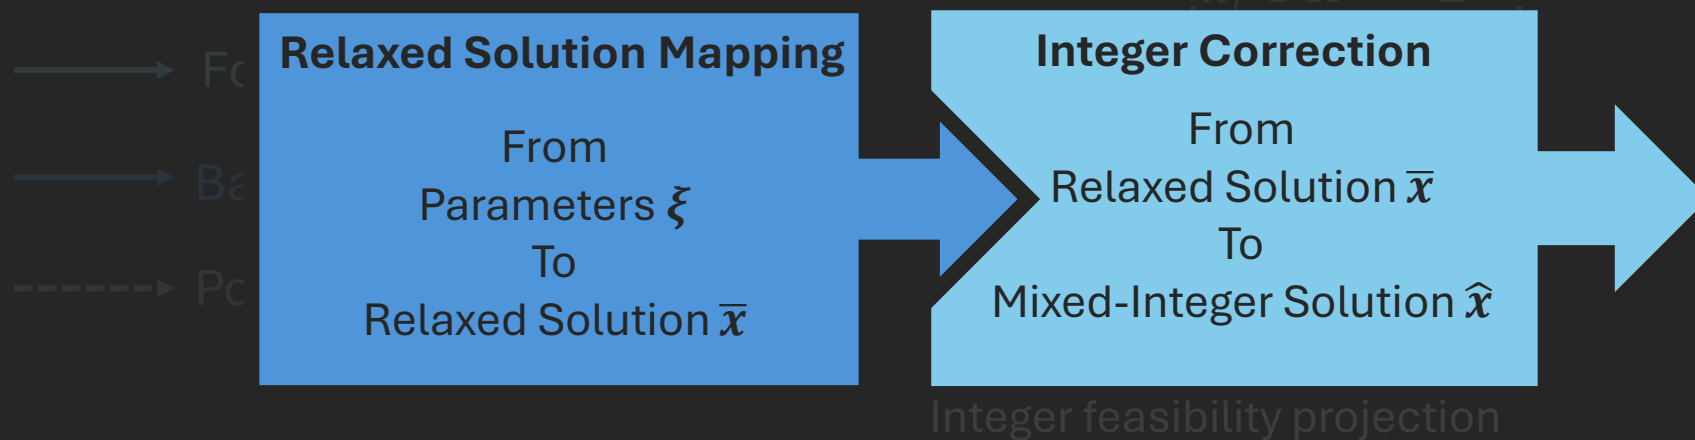 Relaxed Solution Mapping
From
Parameters ξ
To
Relaxed Solution x̄
Integer Correction
From
Relaxed Solution x̄
To
Mixed-Integer Solution x̂
Integer feasibility projection